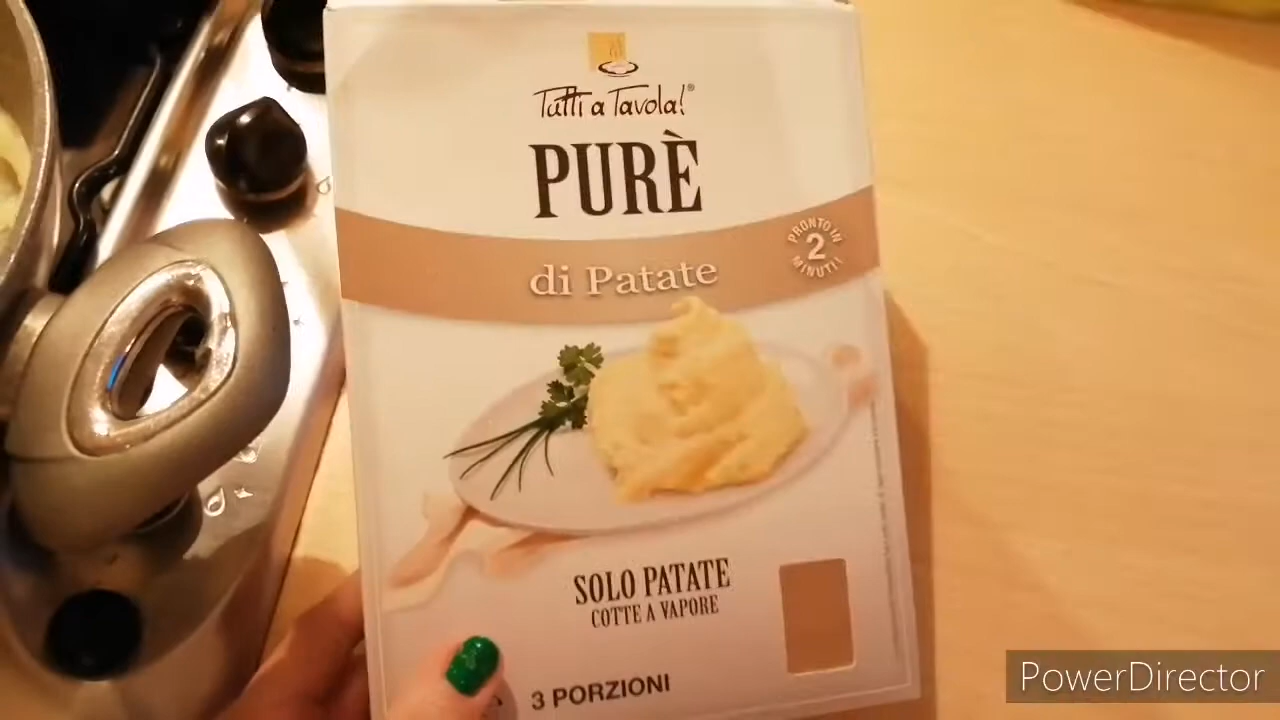 Tutti a Tavola!®
PURÈ
di Patate
PRONTO IN
2
MINUTI!
SOLO PATATE
COTTE A VAPORE
3 PORZIONI
PowerDirector